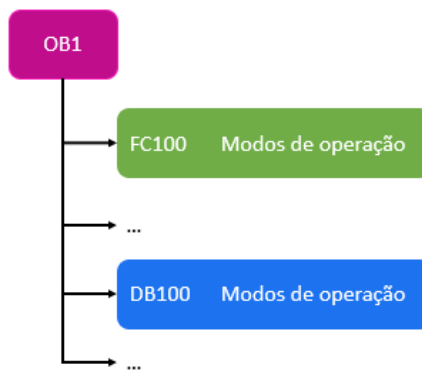 OB1
FC100 Modos de operação
...
DB100 Modos de operação
...